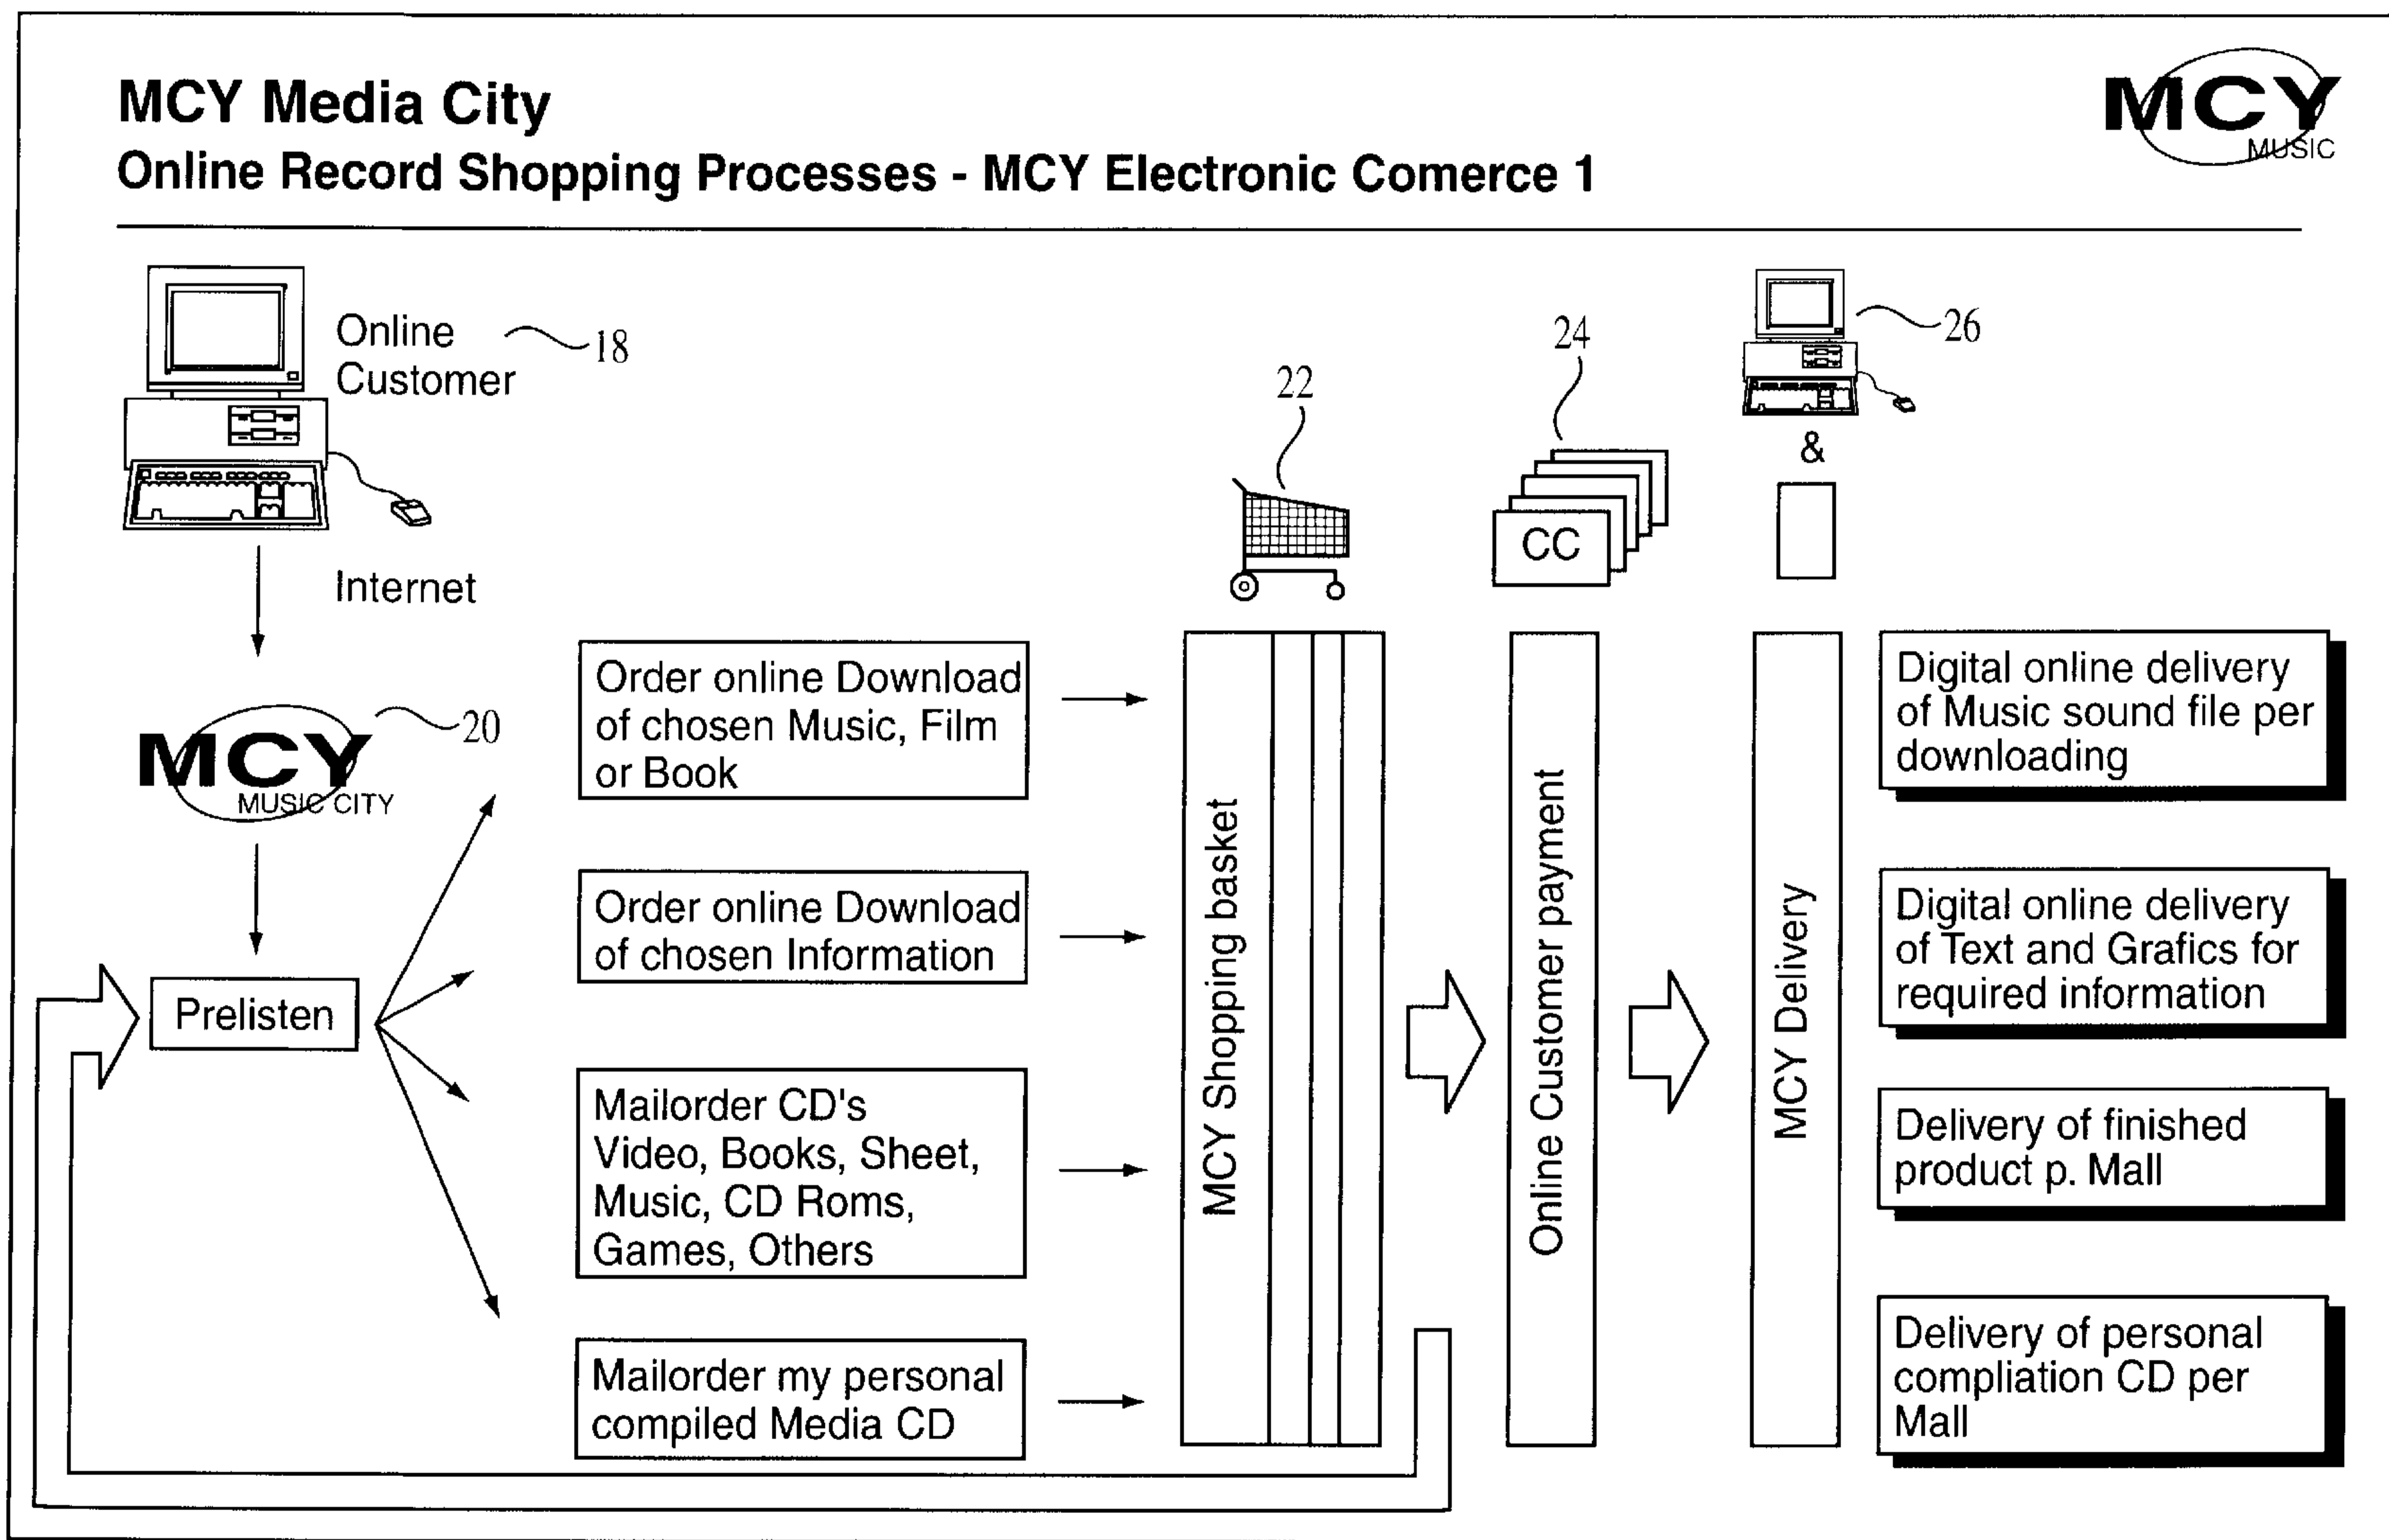 MCY Media City
Online Record Shopping Processes - MCY Electronic Comerce 1
MCY
MUSIC
Online
Customer
18
Internet
MCY
MUSIC CITY
20
Prelisten
Order online Download
of chosen Music, Film
or Book
Order online Download
of chosen Information
Mailorder CD's
Video, Books, Sheet,
Music, CD Roms,
Games, Others
Mailorder my personal
compiled Media CD
22
MCY Shopping basket
24
CC
Online Customer payment
26
&
MCY Delivery
Digital online delivery
of Music sound file per
downloading
Digital online delivery
of Text and Grafics for
required information
Delivery of finished
product p. Mall
Delivery of personal
compliation CD per
Mall